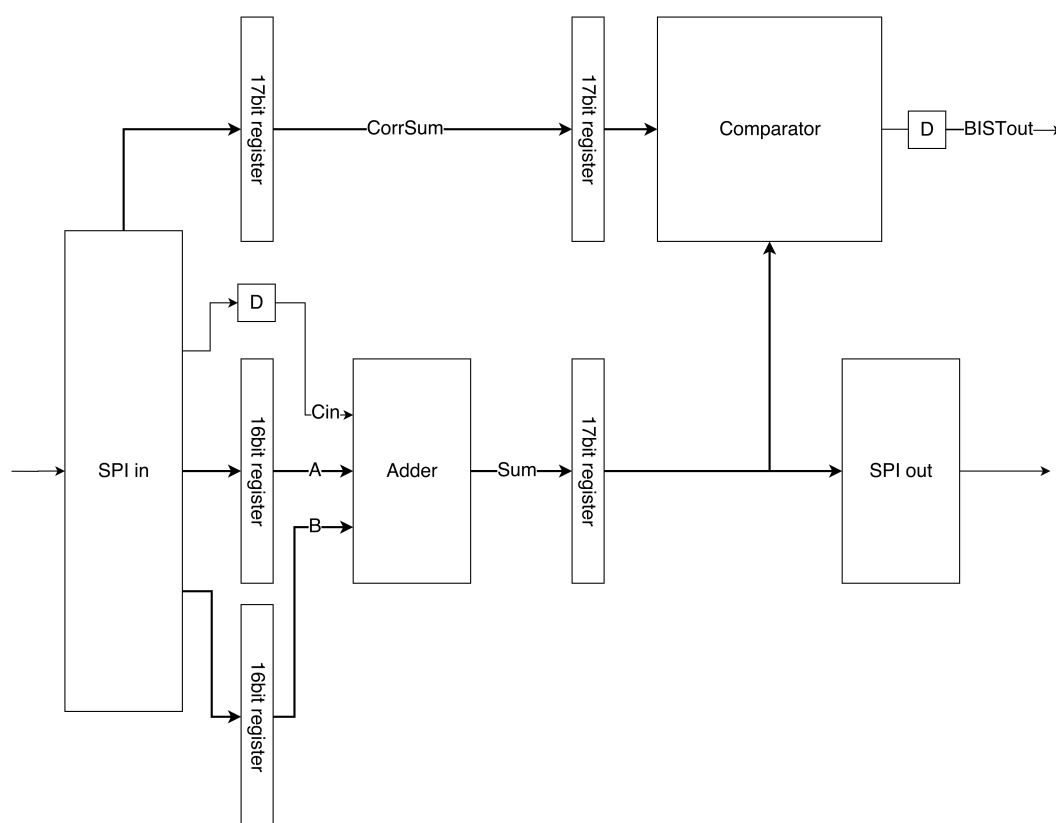 17bit register
CorrSum
17bit register
Comparator
D
BISTout
D
Cin
SPI in
16bit register
A
B
Adder
Sum
17bit register
SPI out
16bit register